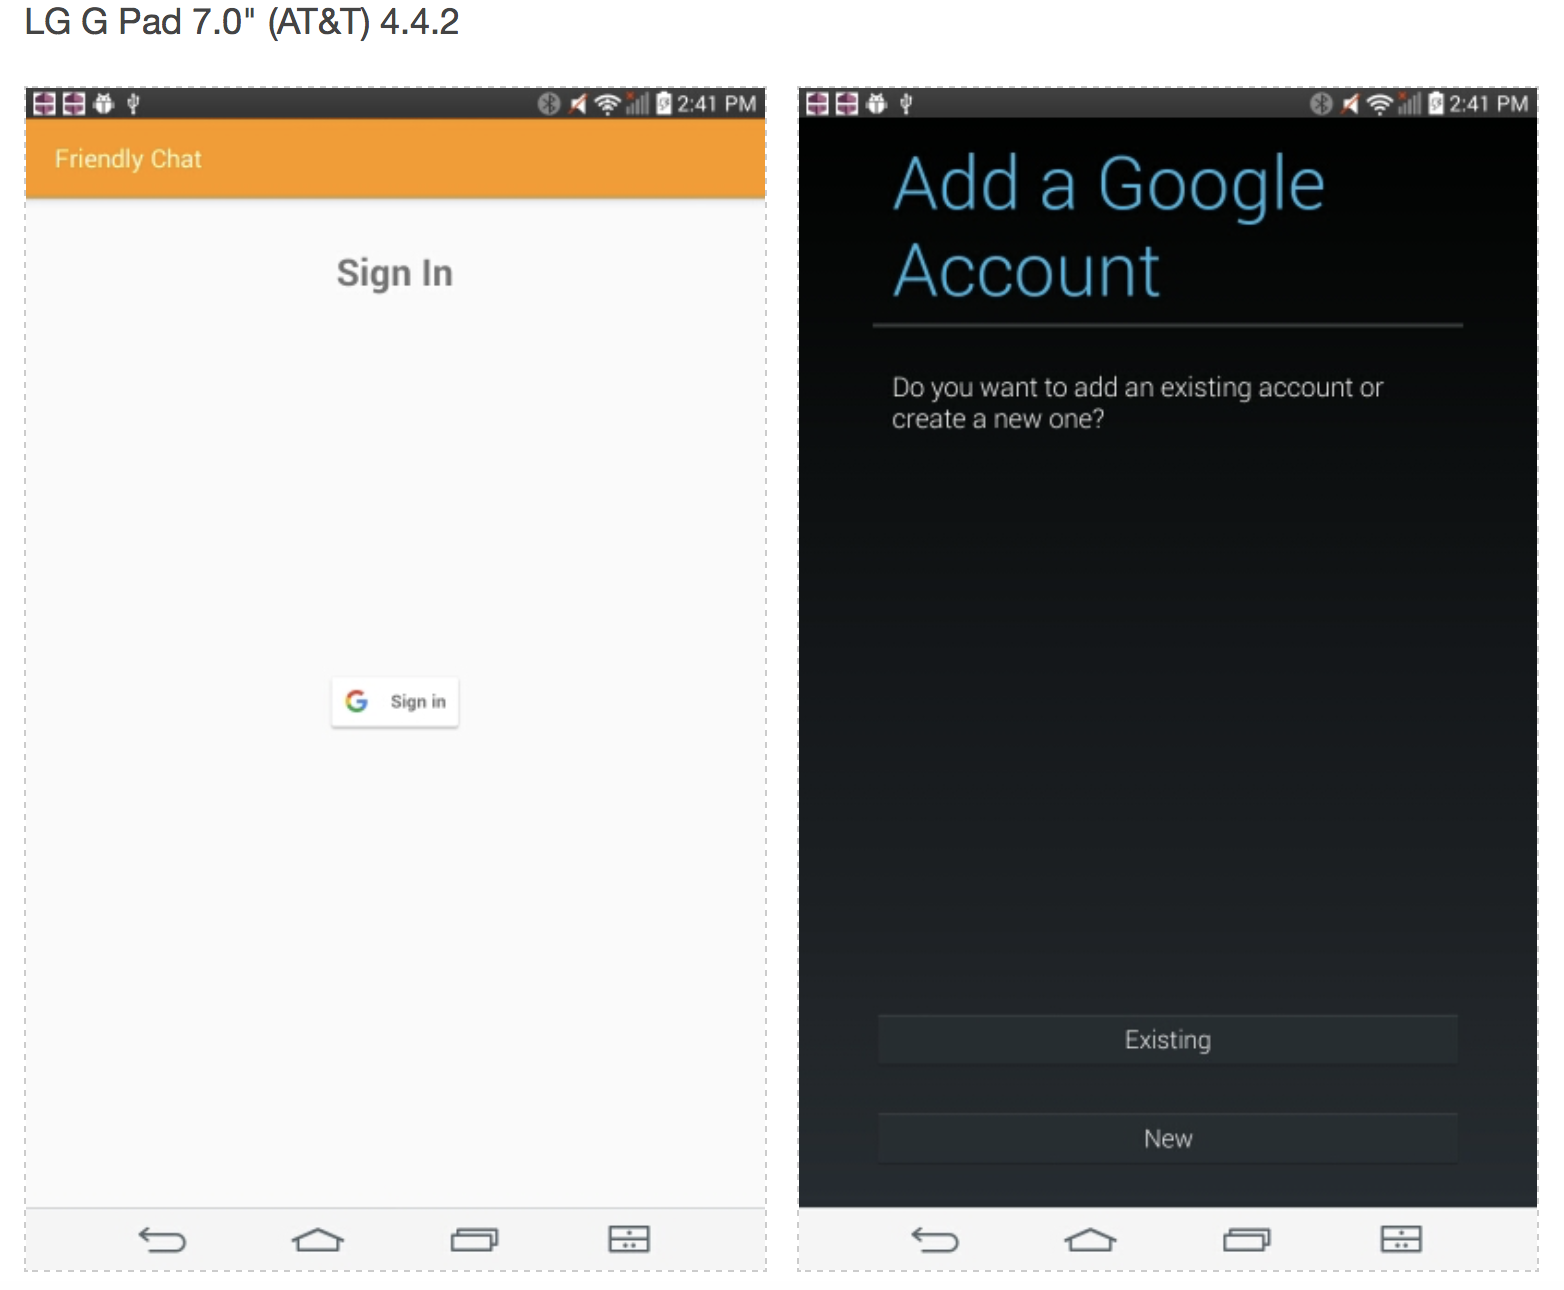 LG G Pad 7.0" (AT&T) 4.4.2
2:41 PM
Friendly Chat
Sign In
G Sign in
2:41 PM
Add a Google
Account
Do you want to add an existing account or
create a new one?
Existing
New